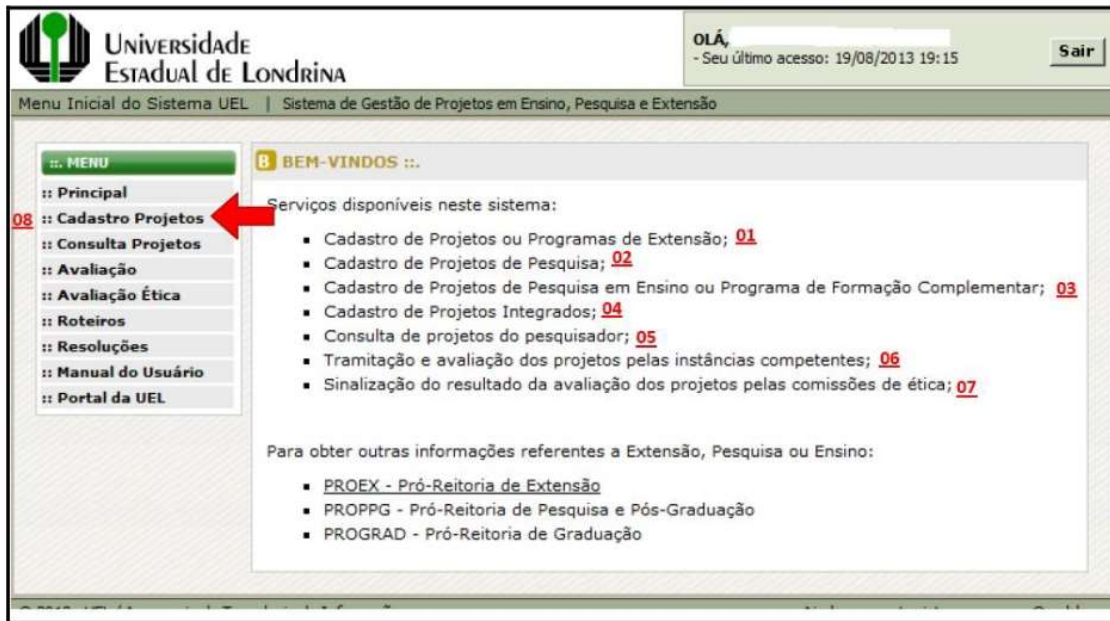 Universidade
Estadual de Londrina
OLÁ,
- Seu último acesso: 19/08/2013 19:15
Sair
Menu Inicial do Sistema UEL | Sistema de Gestão de Projetos em Ensino, Pesquisa e Extensão
::. MENU
:: Principal
08 :: Cadastro Projetos
:: Consulta Projetos
:: Avaliação
:: Avaliação Ética
:: Roteiros
:: Resoluções
:: Manual do Usuário
:: Portal da UEL
B BEM-VINDOS ::.
Serviços disponíveis neste sistema:
▪ Cadastro de Projetos ou Programas de Extensão; 01
▪ Cadastro de Projetos de Pesquisa; 02
▪ Cadastro de Projetos de Pesquisa em Ensino ou Programa de Formação Complementar; 03
▪ Cadastro de Projetos Integrados; 04
▪ Consulta de projetos do pesquisador; 05
▪ Tramitação e avaliação dos projetos pelas instâncias competentes; 06
▪ Sinalização do resultado da avaliação dos projetos pelas comissões de ética; 07
Para obter outras informações referentes a Extensão, Pesquisa ou Ensino:
▪ PROEX - Pró-Reitoria de Extensão
▪ PROPPG - Pró-Reitoria de Pesquisa e Pós-Graduação
▪ PROGRAD - Pró-Reitoria de Graduação